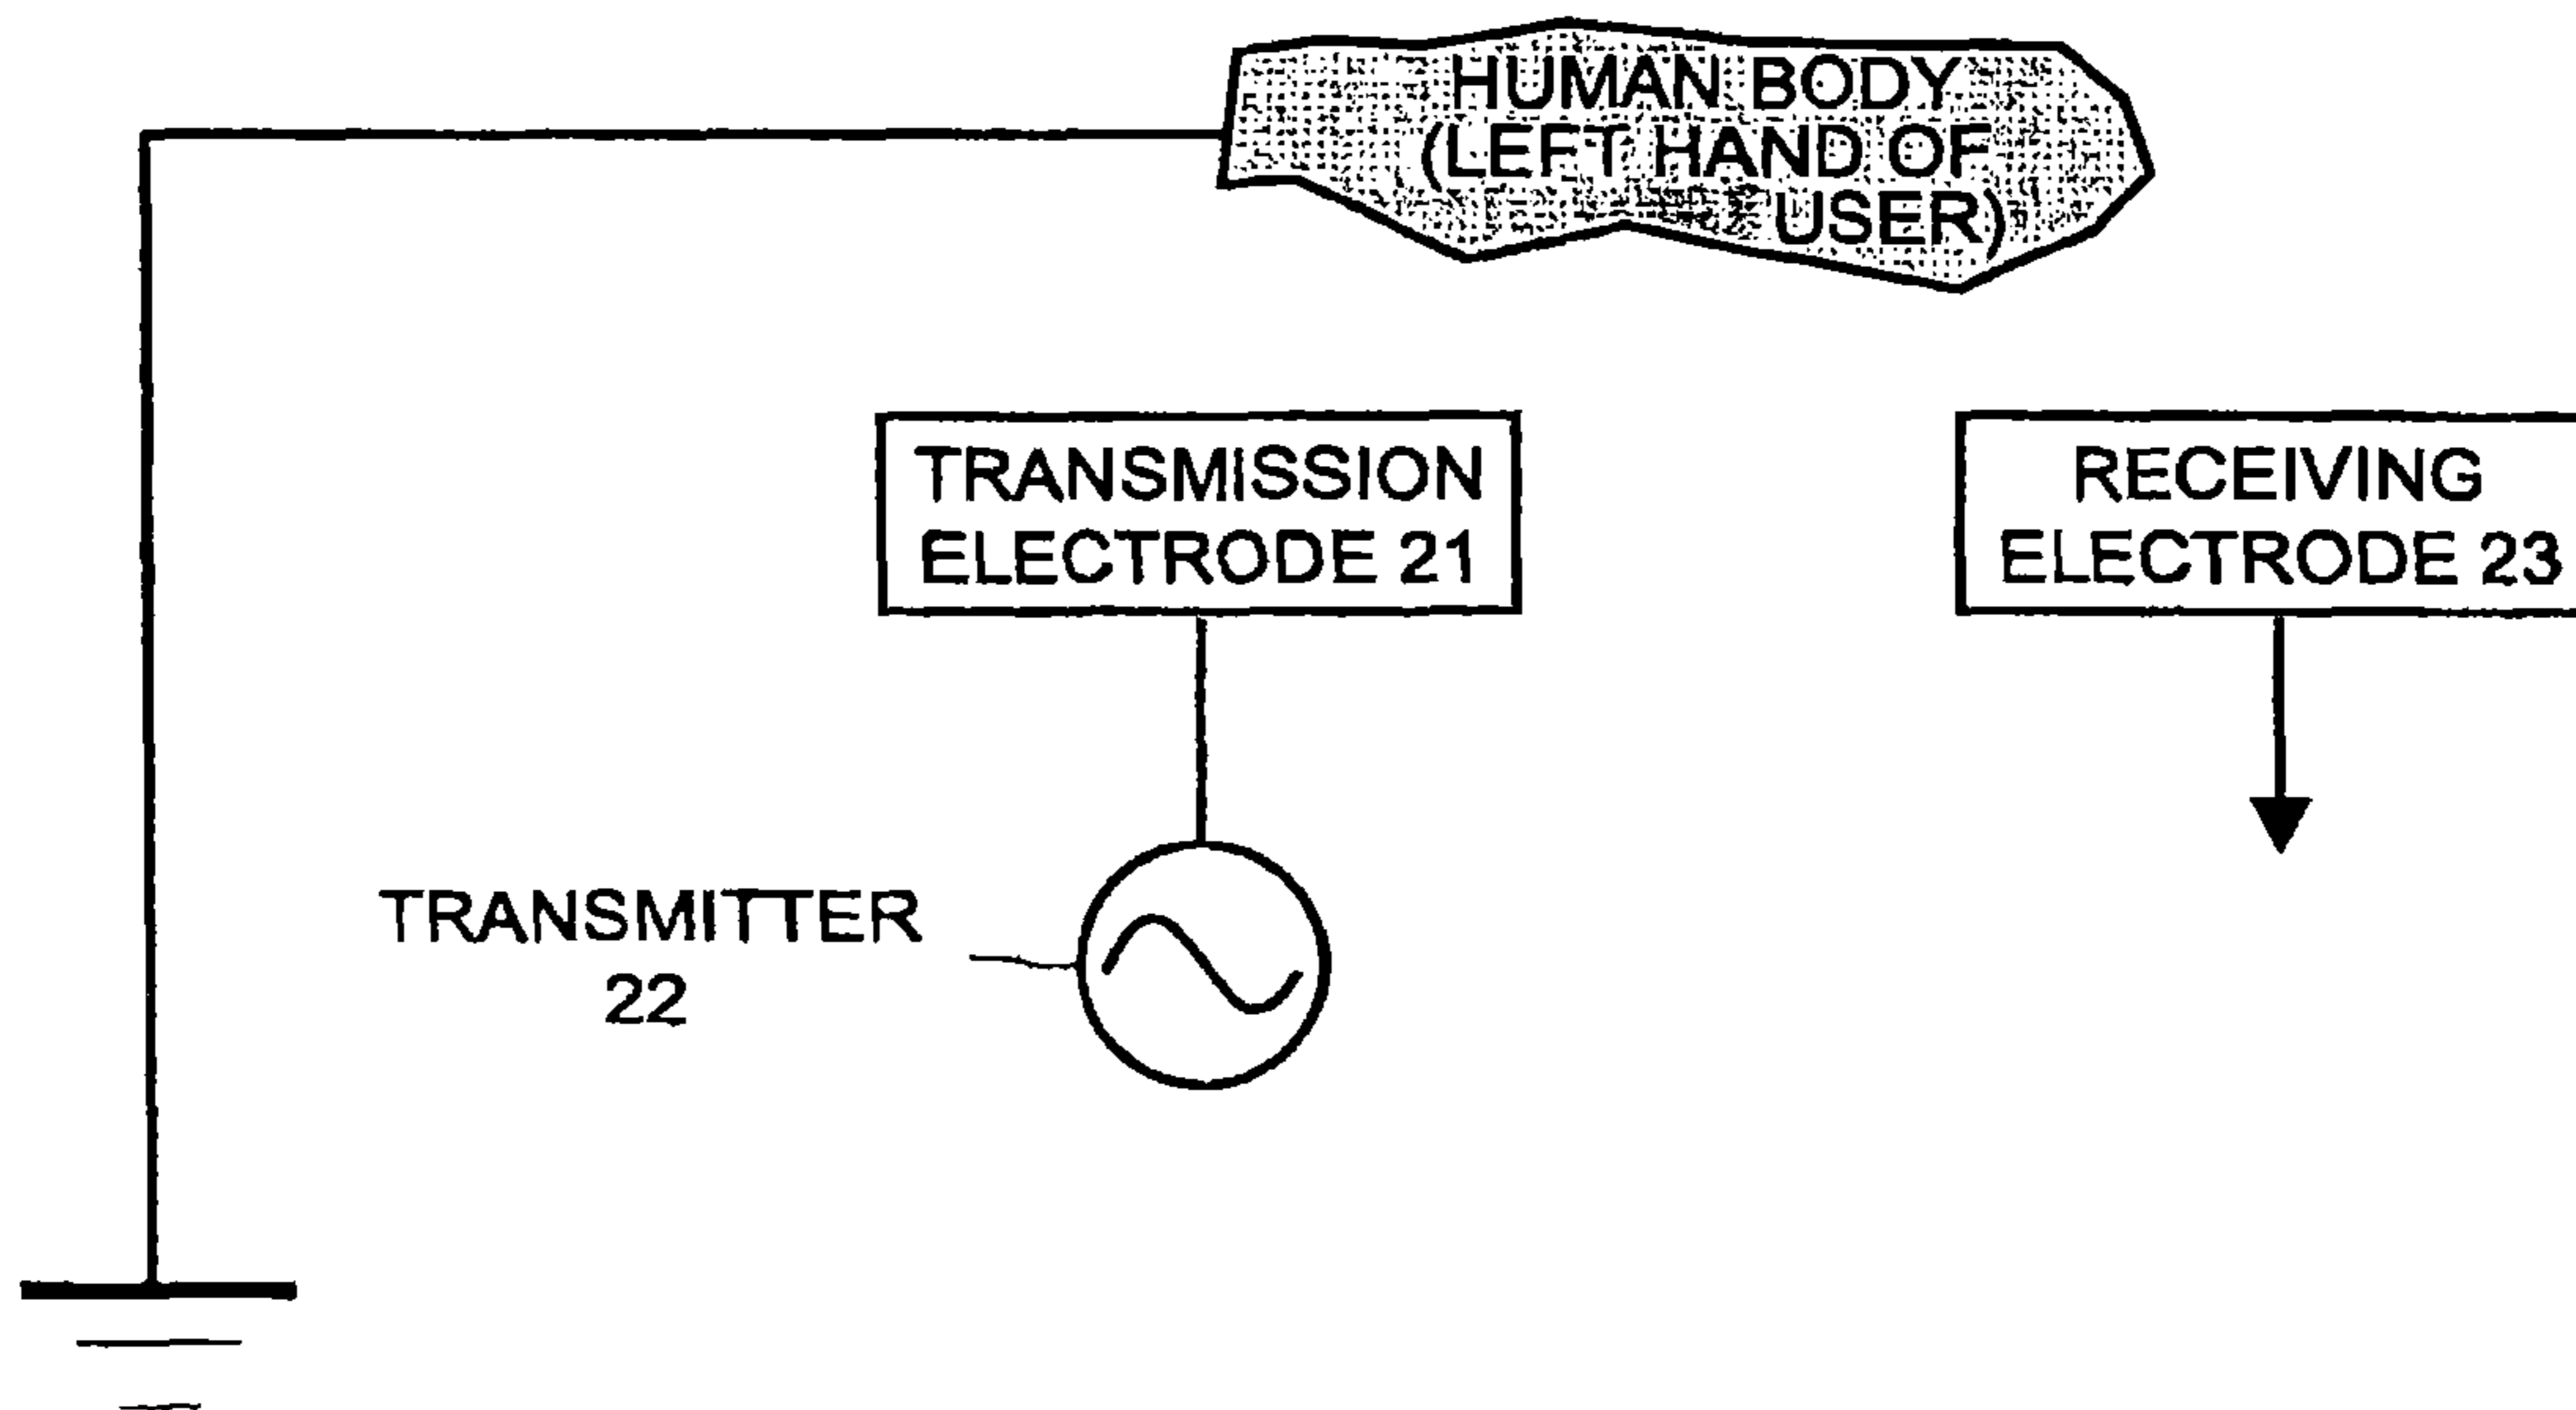 HUMAN BODY
(LEFT HAND OF
USER)
TRANSMISSION
ELECTRODE 21
RECEIVING
ELECTRODE 23
TRANSMITTER
22